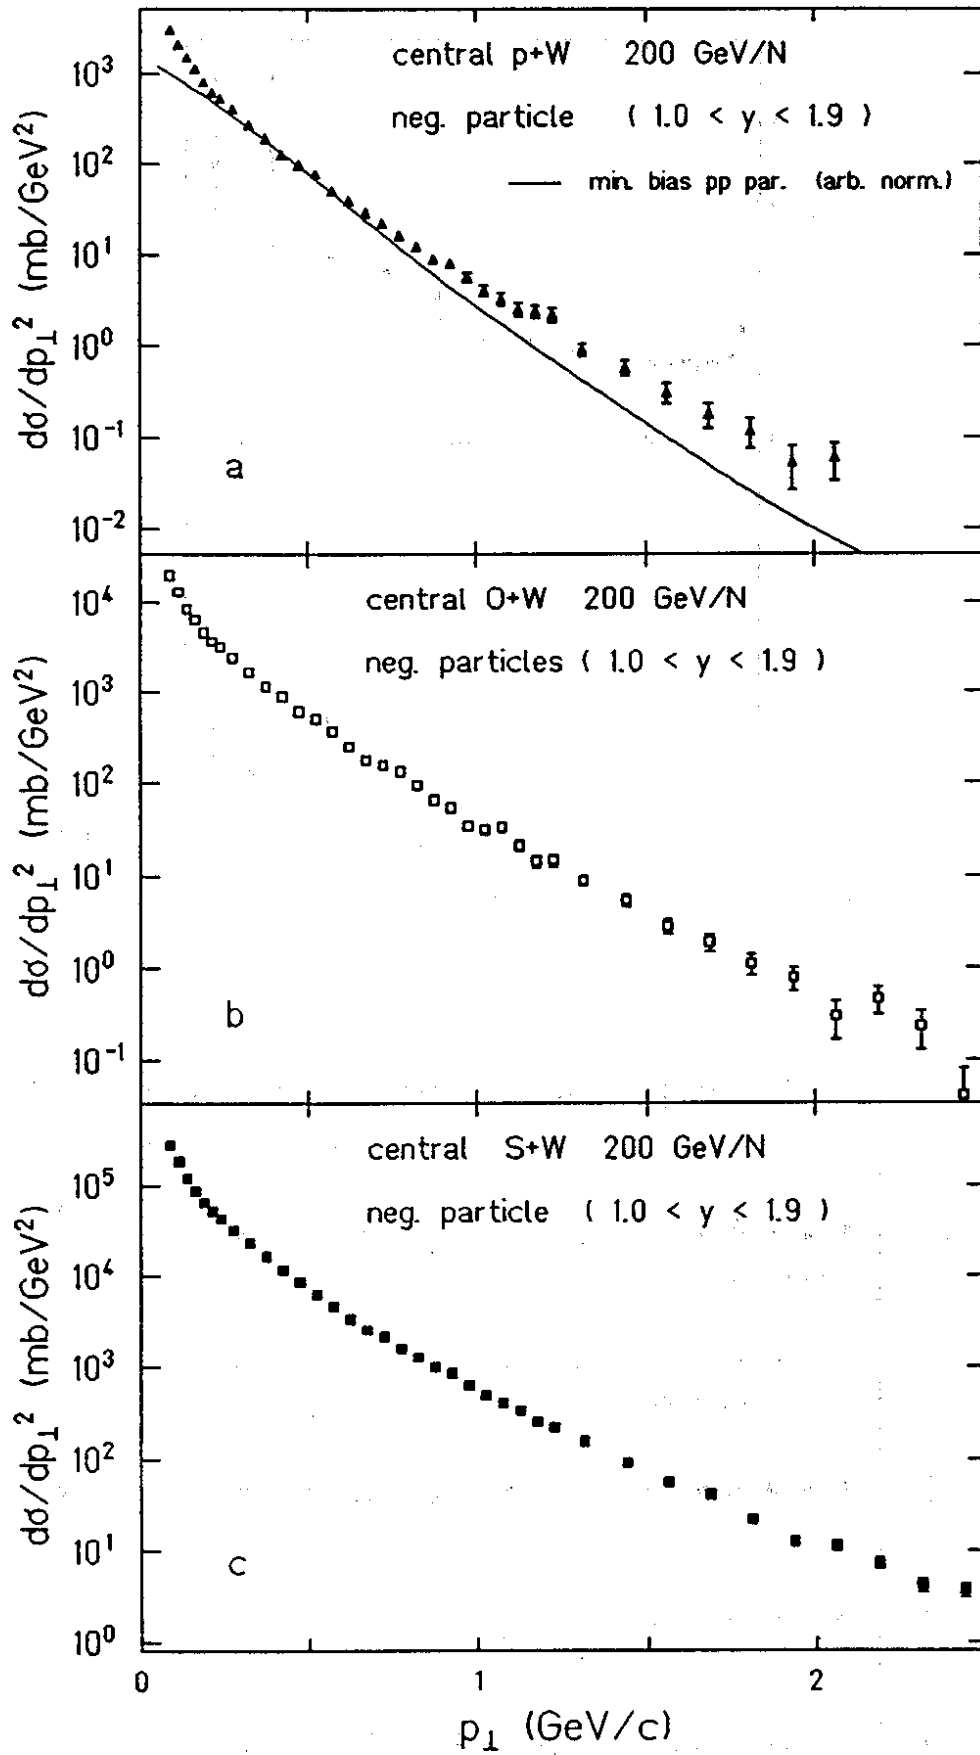 central p+W 200 GeV/N
neg. particle ( 1.0 < y < 1.9 )
min. bias pp par. (arb. norm.)
dσ/dp⊥² (mb/GeV²)
10³
10²
10¹
10⁰
10⁻¹
10⁻²
a
central O+W 200 GeV/N
neg. particles ( 1.0 < y < 1.9 )
dσ/dp⊥² (mb/GeV²)
10⁴
10³
10²
10¹
10⁰
10⁻¹
b
central S+W 200 GeV/N
neg. particle ( 1.0 < y < 1.9 )
dσ/dp⊥² (mb/GeV²)
10⁵
10⁴
10³
10²
10¹
10⁰
c
0 1 2
p⊥ (GeV/c)